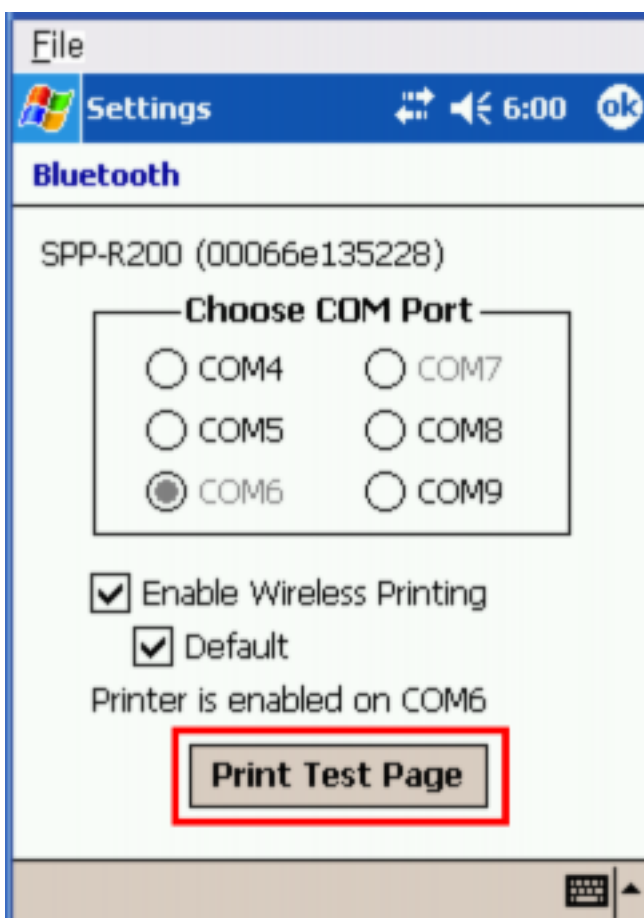 File
Settings 6:00 ok
Bluetooth
SPP-R200 (00066e135228)
Choose COM Port
COM4 COM7
COM5 COM8
COM6 COM9
Enable Wireless Printing
Default
Printer is enabled on COM6
Print Test Page